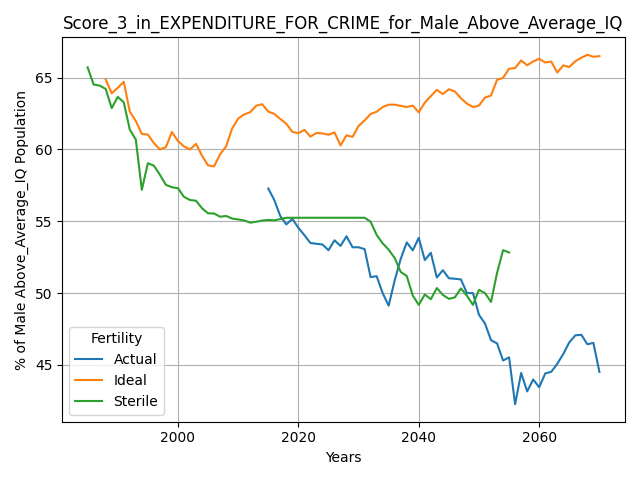 Score_3_in_EXPENDITURE_FOR_CRIME_for_Male_Above_Average_IQ
% of Male Above_Average_IQ Population
65
60
55
50
45
Fertility
Actual
Ideal
Sterile
2000
2020
2040
2060
Years